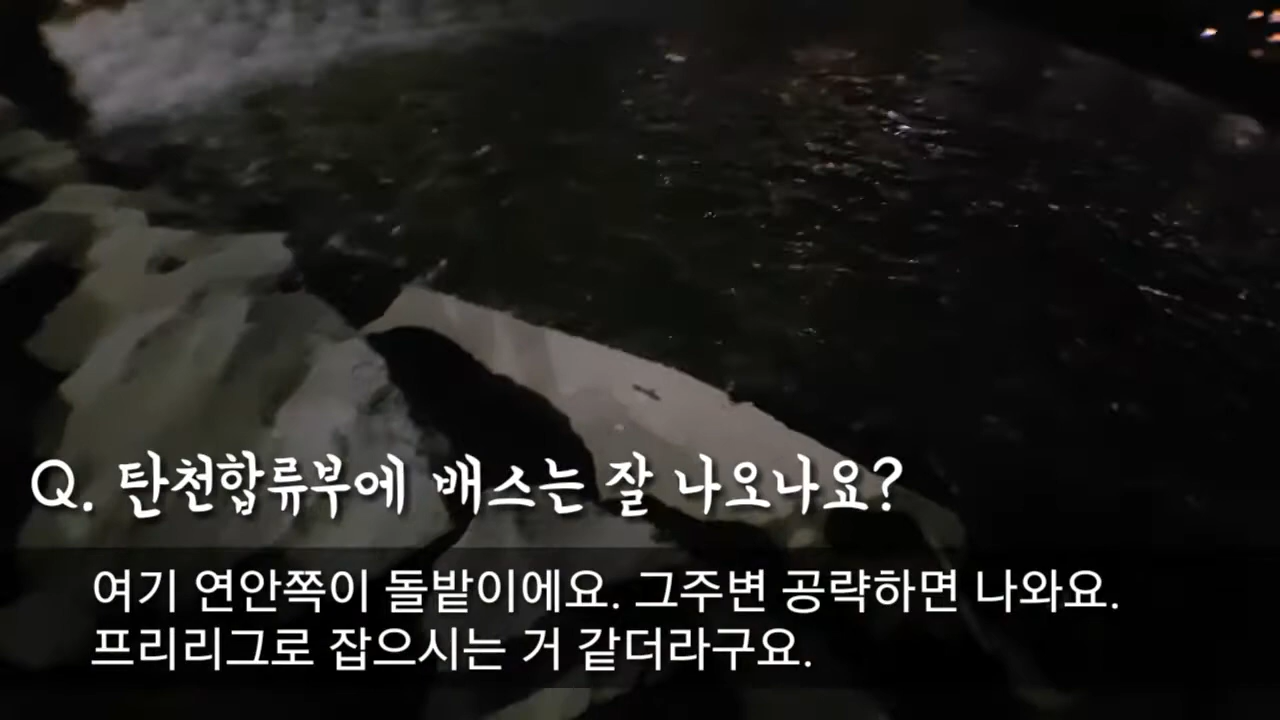 Q. 탄천합류부에 배스는 잘 나오나요?
여기 연안쪽이 돌밭이에요. 그주변 공략하면 나와요.
프리리그로 잡으시는 거 같더라구요.